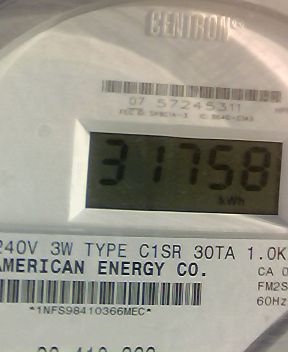 CENTRON
07 57245311
31758
kWh
240V 3W TYPE C1SR 30TA 1.0K
AMERICAN ENERGY CO.
CA 0
FM2S
60Hz
*1NFS98410366MEC*